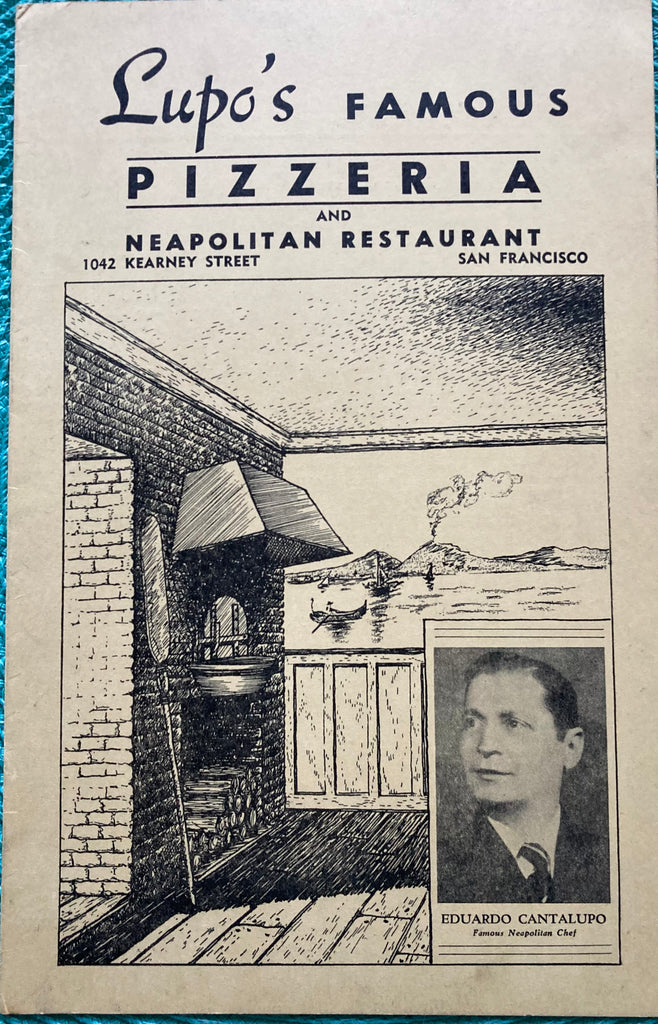 Lupo's FAMOUS
PIZZERIA
AND
NEAPOLITAN RESTAURANT
1042 KEARNEY STREET SAN FRANCISCO
EDUARDO CANTALUPO
Famous Neapolitan Chef